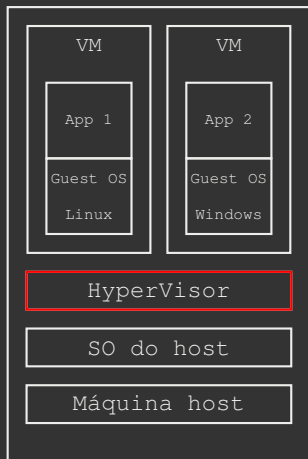 VM
VM
App 1
App 2
Guest OS
Linux
Guest OS
Windows
HyperVisor
SO do host
Máquina host